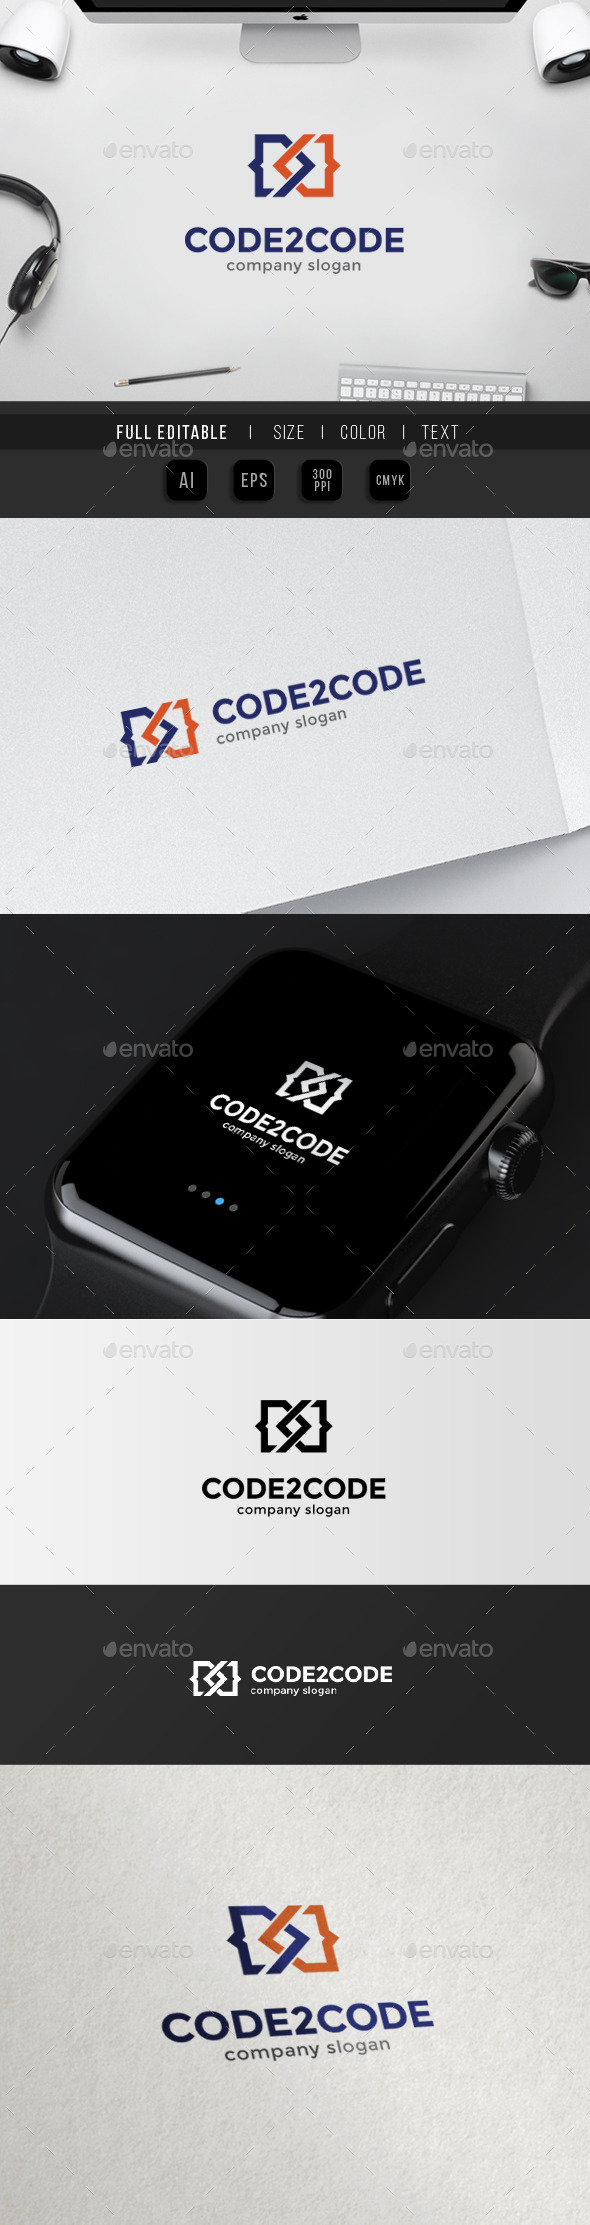 envato envato
CODE2CODE
company slogan
FULL EDITABLE | SIZE | COLOR | TEXT
envato envato
AI EPS 300 PPI CMYK
CODE2CODE
company slogan
envato envato
envato envato
CODE2CODE
company slogan
envato envato
CODE2CODE
company slogan
envato envato
CODE2CODE
company slogan
envato envato
CODE2CODE
company slogan